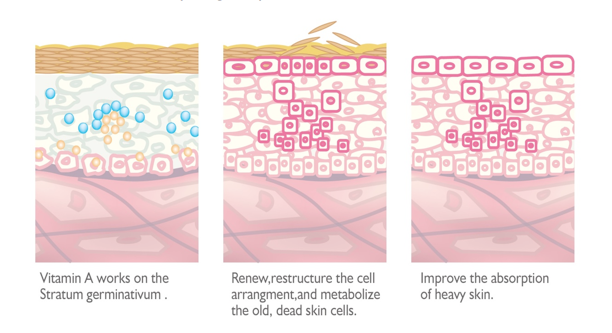 Vitamin A works on the
Stratum germinativum .
Renew,restructure the cell
arrangment,and metabolize
the old, dead skin cells.
Improve the absorption
of heavy skin.